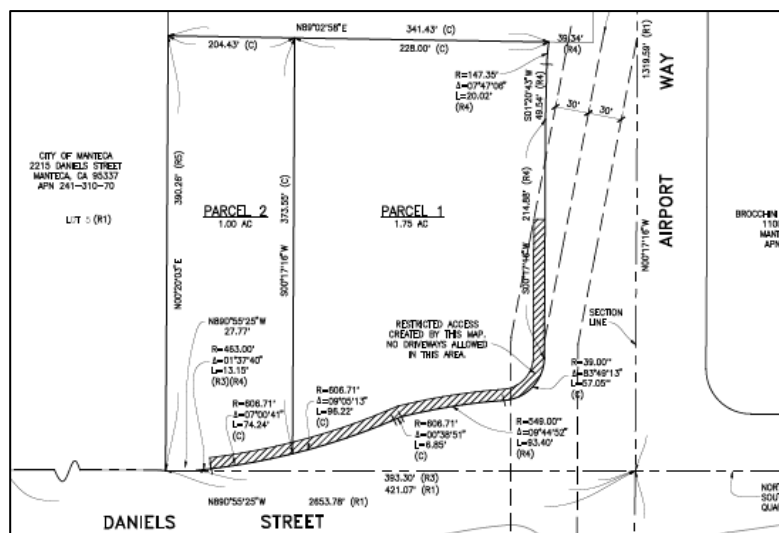 N89°02'58"E
341.43' (C)
204.43' (C)
228.00' (C)
39.34'
(R4)
R=147.35'
Δ=07°47'06"
L=20.02'
(R4)
S01°20'43"W
49.54' (R4)
1319.59' (R1)
WAY
30'
30'
CITY OF MANTECA
2215 DANIELS STREET
MANTECA, CA 95337
APN 241-310-70
LOT 5 (R1)
390.26' (R5)
N00°20'03"E
PARCEL 2
1.00 AC
373.55' (C)
S00°17'16"W
PARCEL 1
1.75 AC
214.88' (R4)
S00°17'16"W
AIRPORT
N00°17'16"W
BROCCHINI
1108
MANT
APN
RESTRICTED ACCESS
CREATED BY THIS MAP.
NO DRIVEWAYS ALLOWED
IN THIS AREA.
SECTION
LINE
N890°55'25"W
27.77'
R=463.00'
Δ=01°37'40"
L=13.15'
(R3)(R4)
R=606.71'
Δ=07°00'41"
L=74.24'
(C)
R=606.71'
Δ=09°05'13"
L=96.22'
(C)
R=606.71'
Δ=00°38'51"
L=6.85'
(C)
R=39.00"
Δ=83°49'13"
L=57.05"
(C)
R=549.00"
Δ=09°44'52"
L=93.40'
(R4)
393.30' (R3)
421.07' (R1)
N890°55'25"W
2653.78' (R1)
DANIELS STREET
NORT
SOUT
QUAR